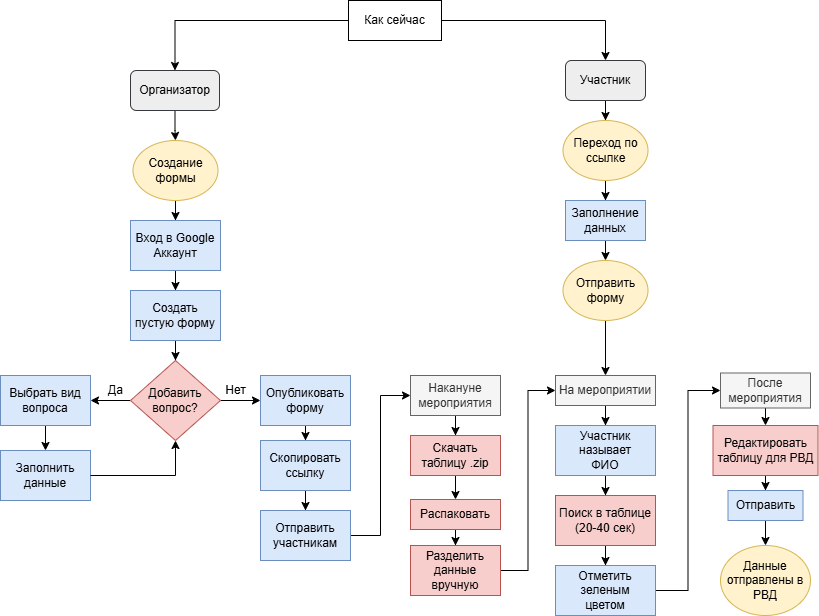 Как сейчас
Организатор
Создание
формы
Вход в Google
Аккаунт
Создать
пустую форму
Добавить
вопрос?
Да
Нет
Выбрать вид
вопроса
Заполнить
данные
Опубликовать
форму
Скопировать
ссылку
Отправить
участникам
Накануне
мероприятия
Скачать
таблицу .zip
Распаковать
Разделить
данные
вручную
Участник
Переход по
ссылке
Заполнение
данных
Отправить
форму
На мероприятии
Участник
называет
ФИО
Поиск в таблице
(20-40 сек)
Отметить
зеленым
цветом
После
мероприятия
Редактировать
таблицу для РВД
Отправить
Данные
отправлены в
РВД